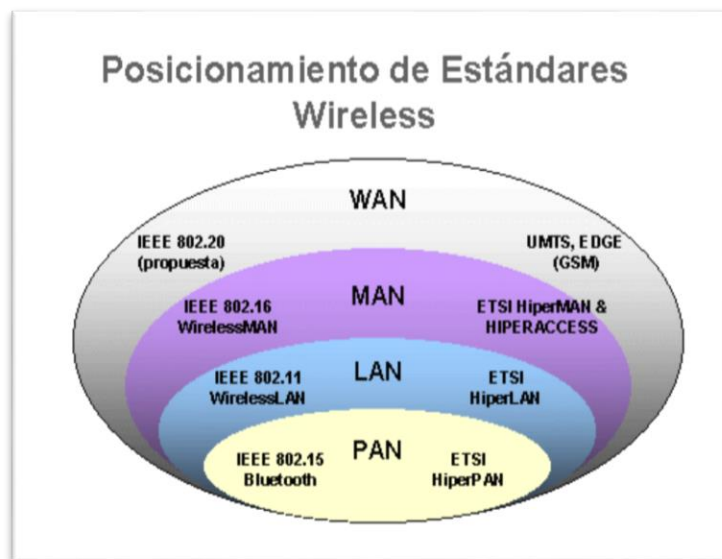 Posicionamiento de Estándares
Wireless
WAN
IEEE 802.20
(propuesta)
UMTS, EDGE
(GSM)
MAN
IEEE 802.16
WirelessMAN
ETSI HiperMAN &
HIPERACCESS
LAN
IEEE 802.11
WirelessLAN
ETSI
HiperLAN
PAN
IEEE 802.15
Bluetooth
ETSI
HiperPAN